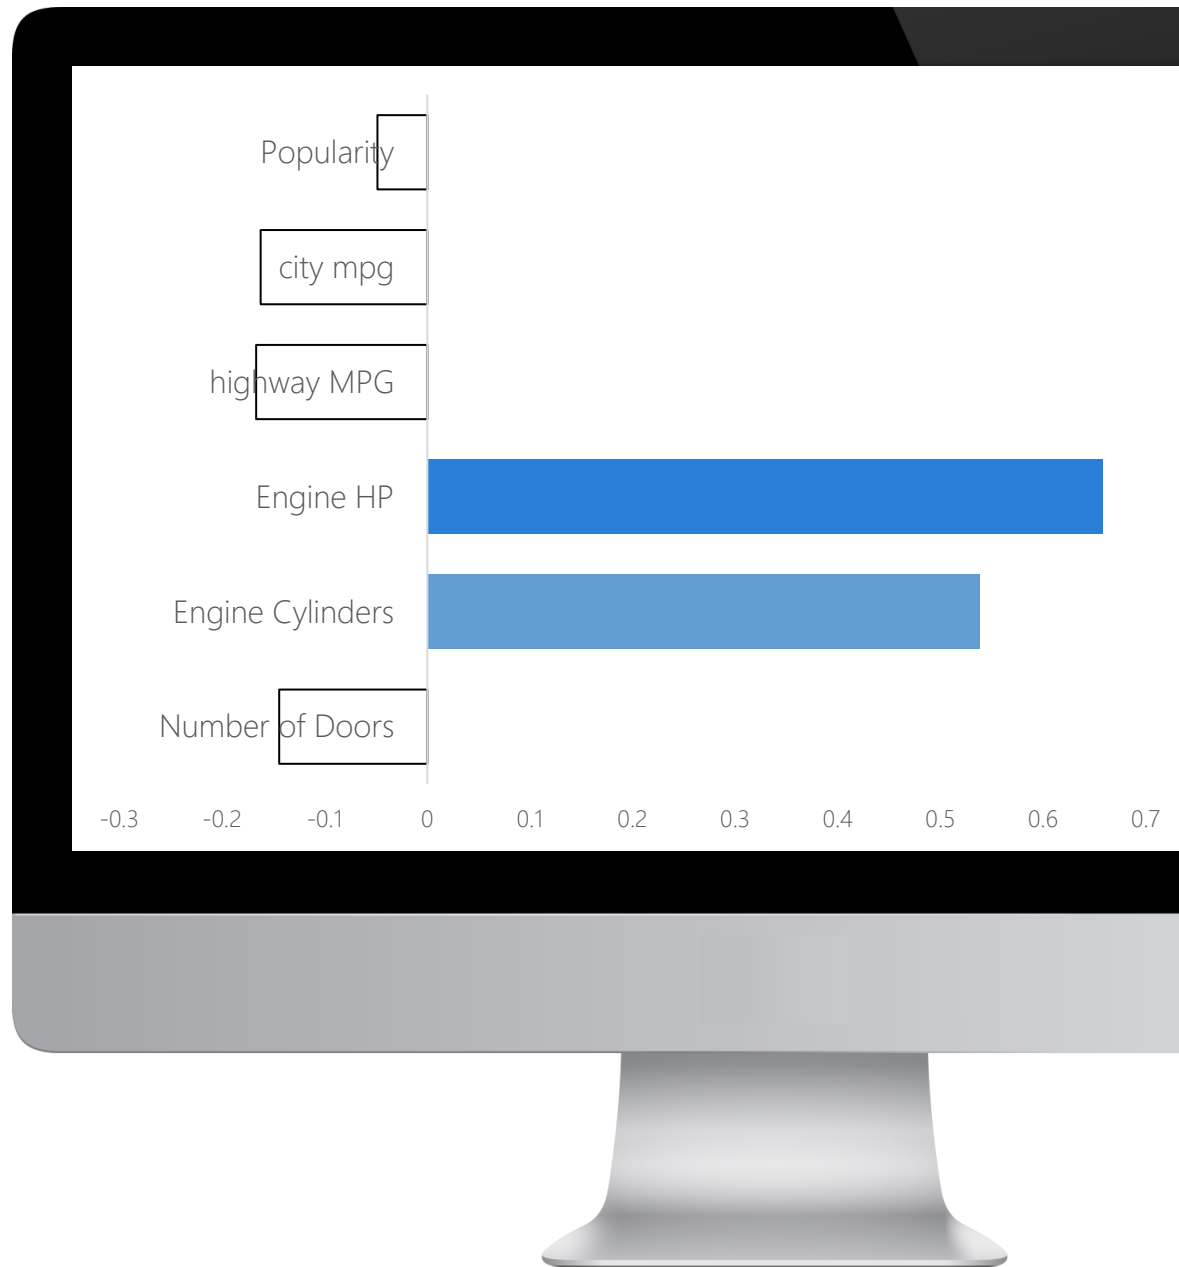 Popularity
city mpg
highway MPG
Engine HP
Engine Cylinders
Number of Doors
-0.3 -0.2 -0.1 0 0.1 0.2 0.3 0.4 0.5 0.6 0.7